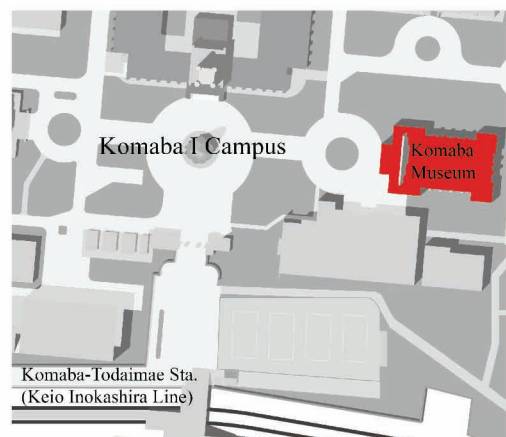 Komaba I Campus
Komaba
Museum
Komaba-Todaimae Sta.
(Keio Inokashira Line)